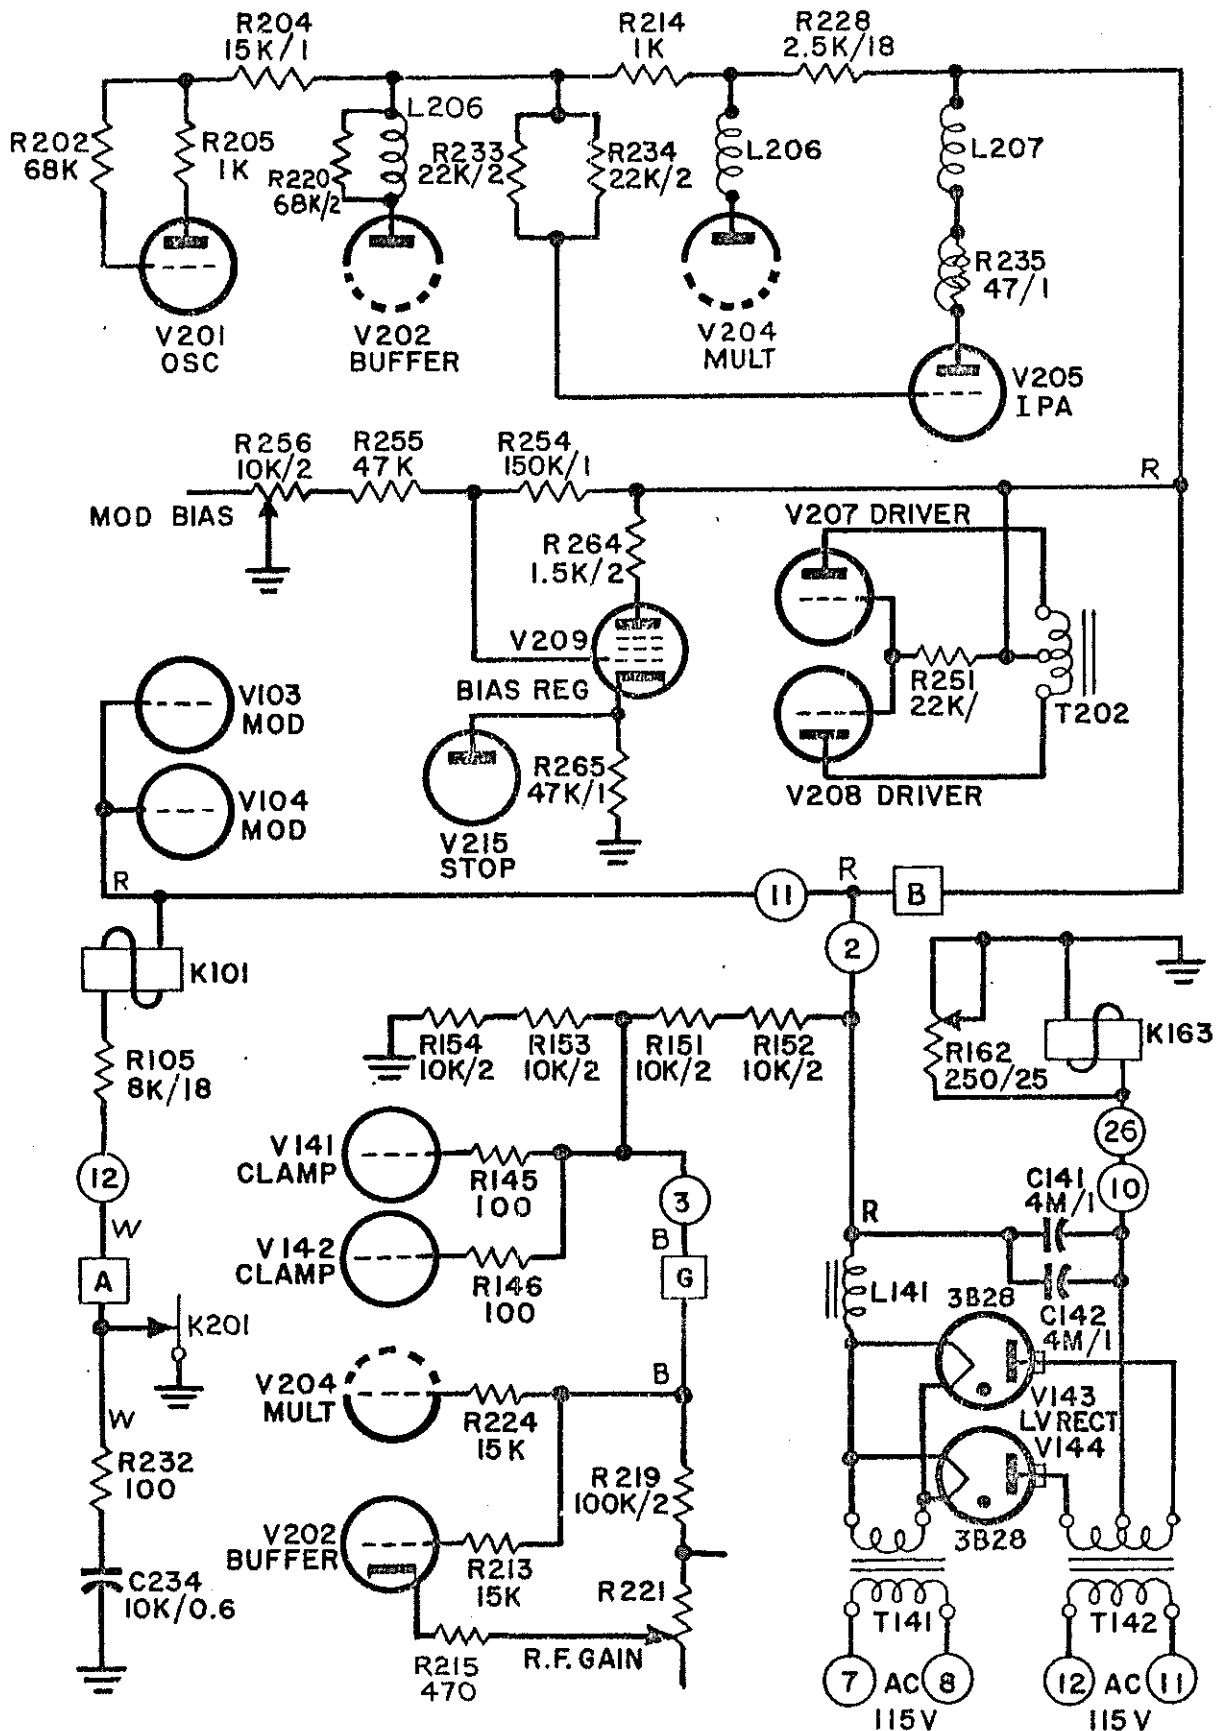 R204
15K/1
R214
1K
R228
2.5K/18
R202
68K
R205
1K
L206
R220
68K/2
R233
22K/2
R234
22K/2
L206
L207
R235
47/1
V201
OSC
V202
BUFFER
V204
MULT
V205
IPA
R256
10K/2
R255
47K
R254
150K/1
R
MOD BIAS
V207 DRIVER
R264
1.5K/2
V209
BIAS REG
R251
22K/
T202
V103
MOD
V104
MOD
R265
47K/1
V208 DRIVER
V215
STOP
R
11
R
B
2
K101
R154
10K/2
R153
10K/2
R151
10K/2
R152
10K/2
R162
250/25
K163
R105
8K/18
V141
CLAMP
R145
100
26
12
3
C141
4M/1
10
W
V142
CLAMP
R146
100
B
R
A
G
L141
3B28
C142
4M/1
K201
V204
MULT
B
V143
LV RECT
V144
W
R224
15K
R232
100
R219
100K/2
V202
BUFFER
R213
15K
3B28
C234
10K/0.6
R221
T141
T142
R215
470
R.F. GAIN
7
AC
8
12
AC
11
115V
115V